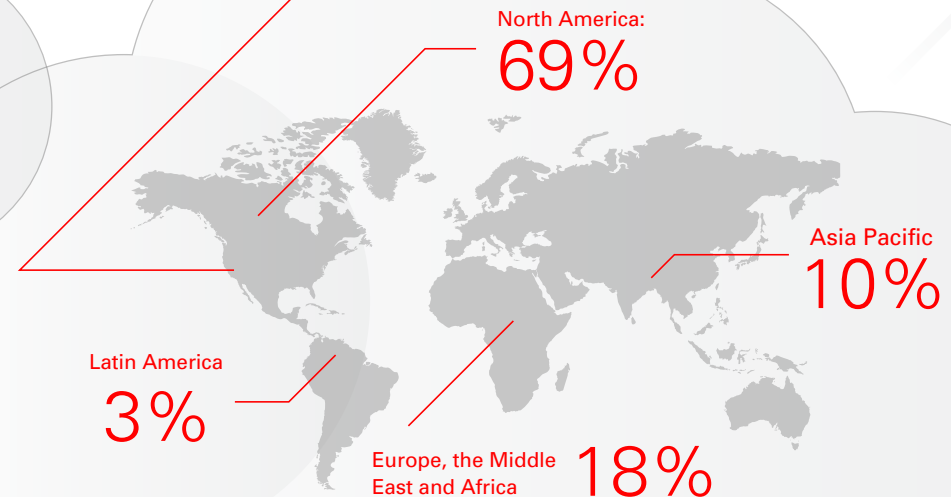 North America:
69%
Asia Pacific
10%
Latin America
3%
Europe, the Middle
East and Africa
18%